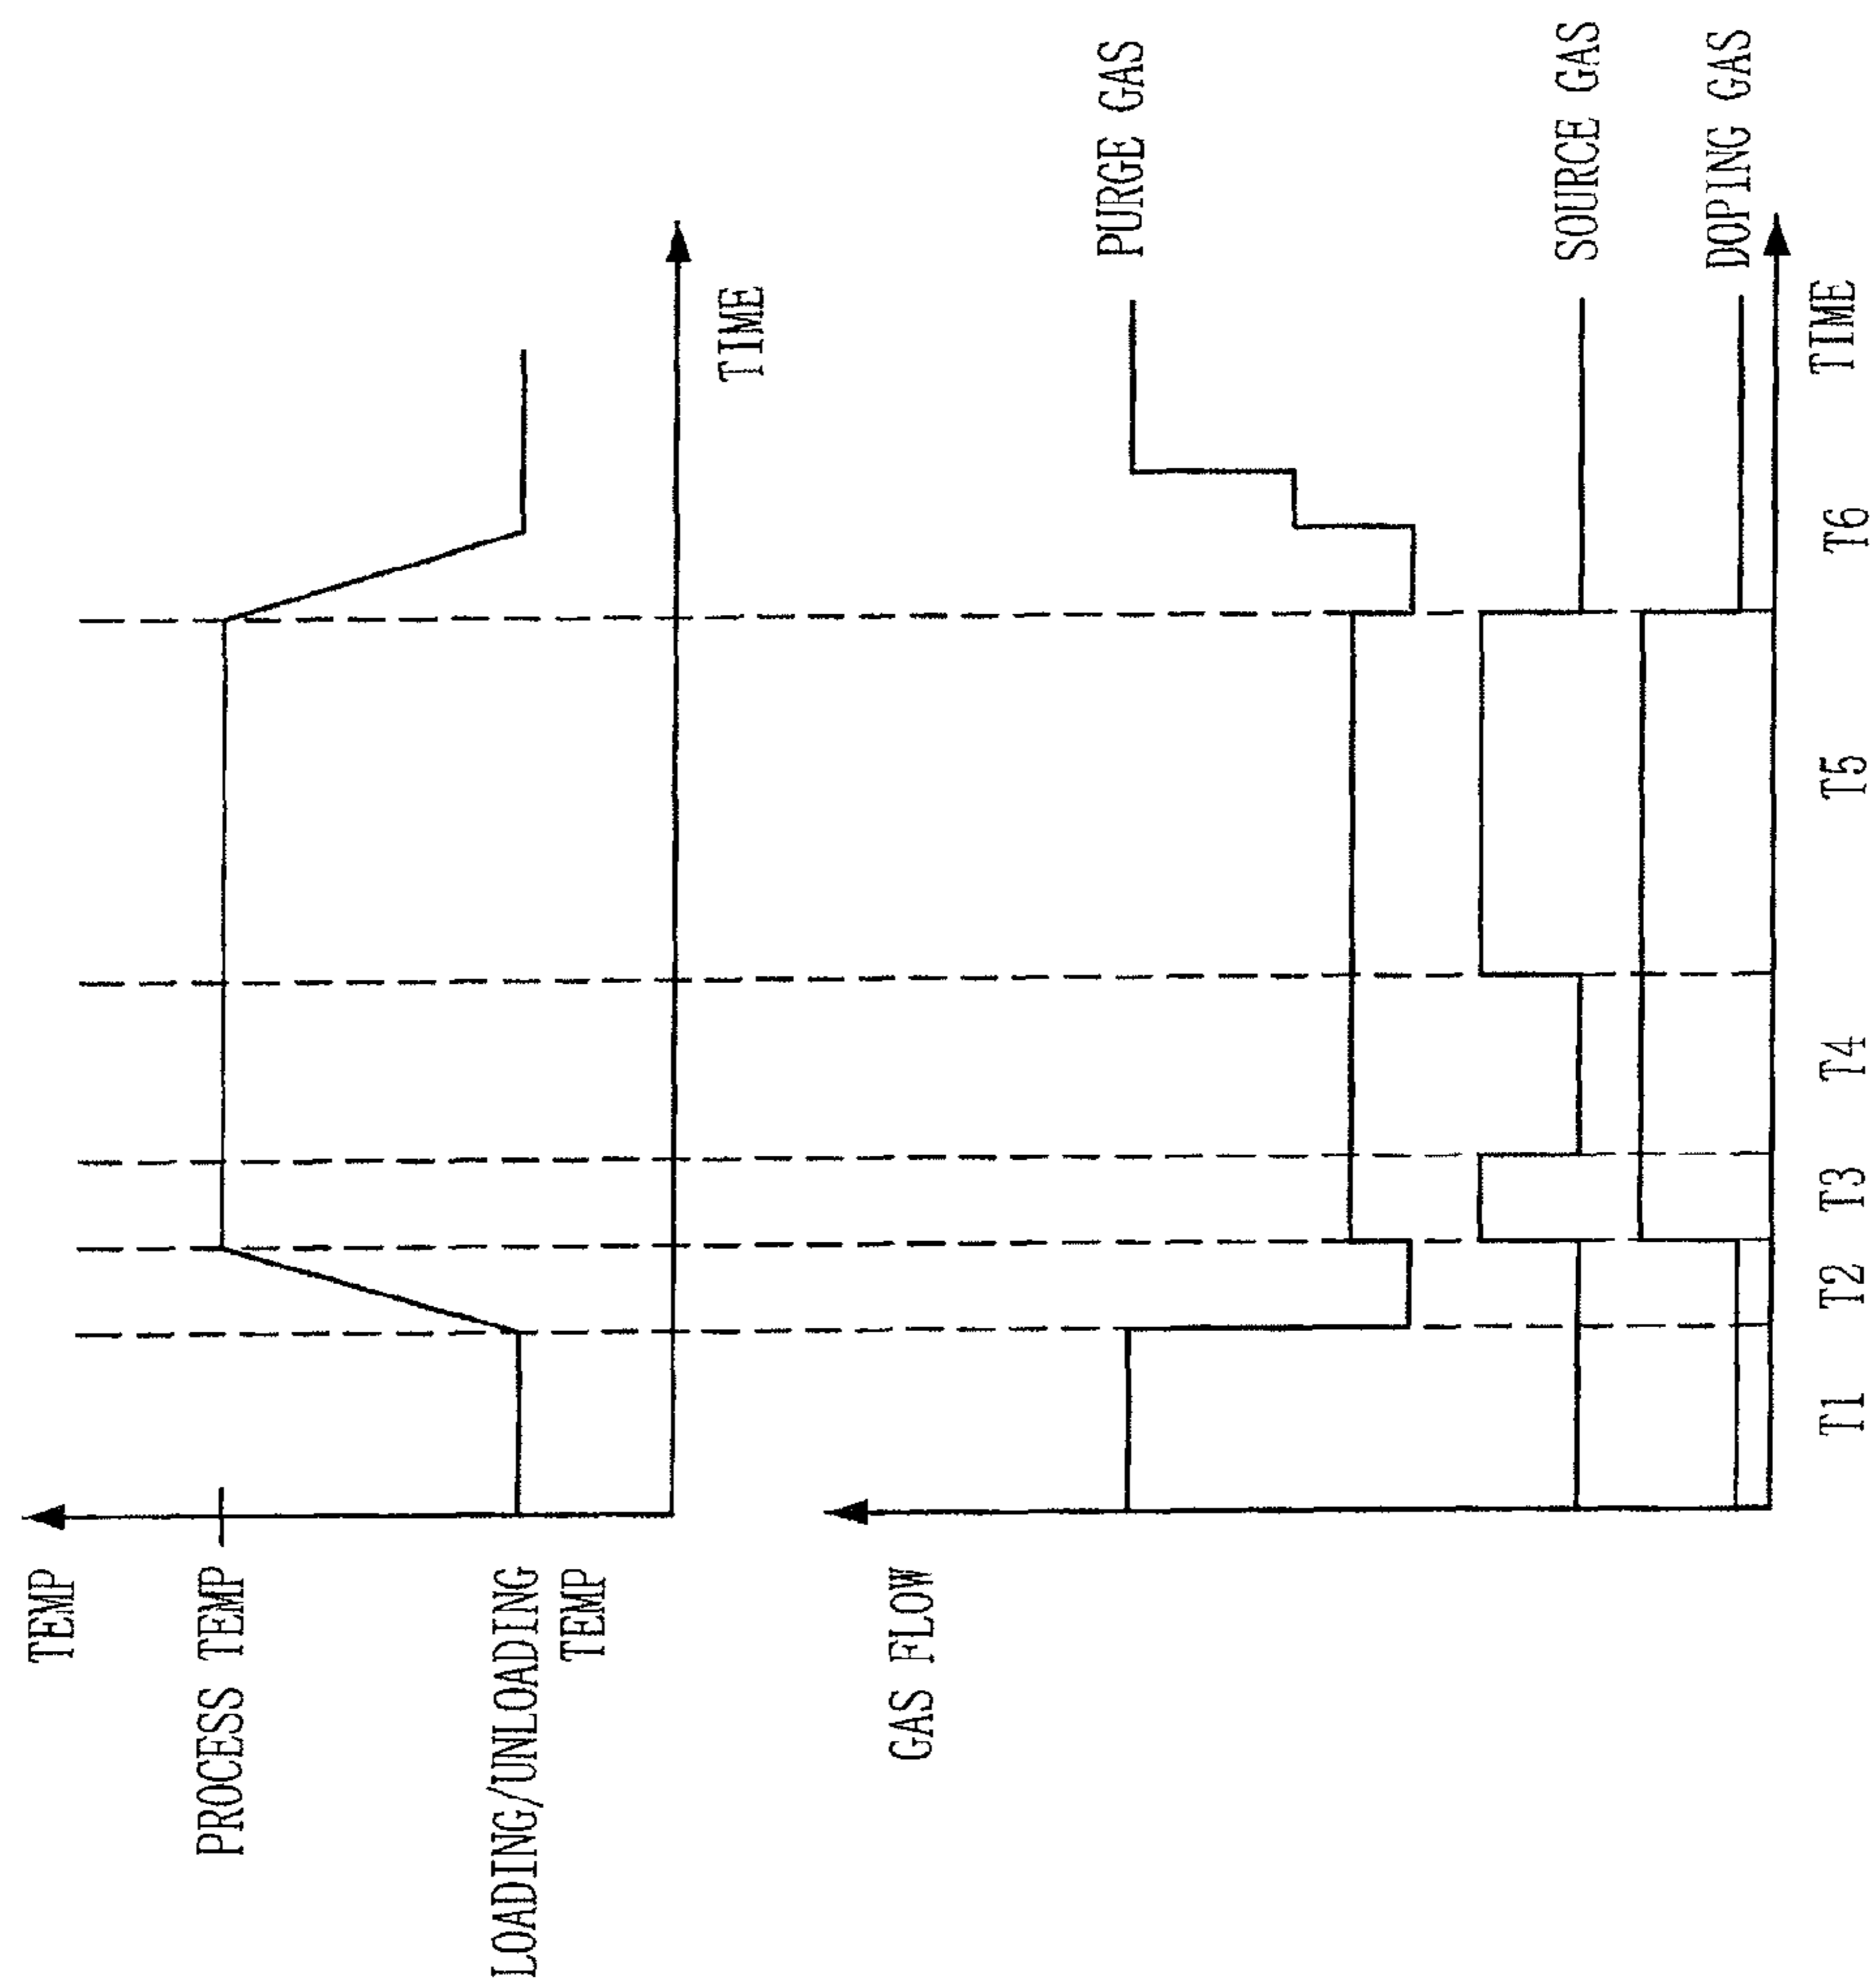 TEMP
PROCESS TEMP
LOADING/UNLOADING
TEMP
TIME
GAS FLOW
PURGE GAS
SOURCE GAS
DOPING GAS
TIME
T1 T2 T3 T4 T5 T6